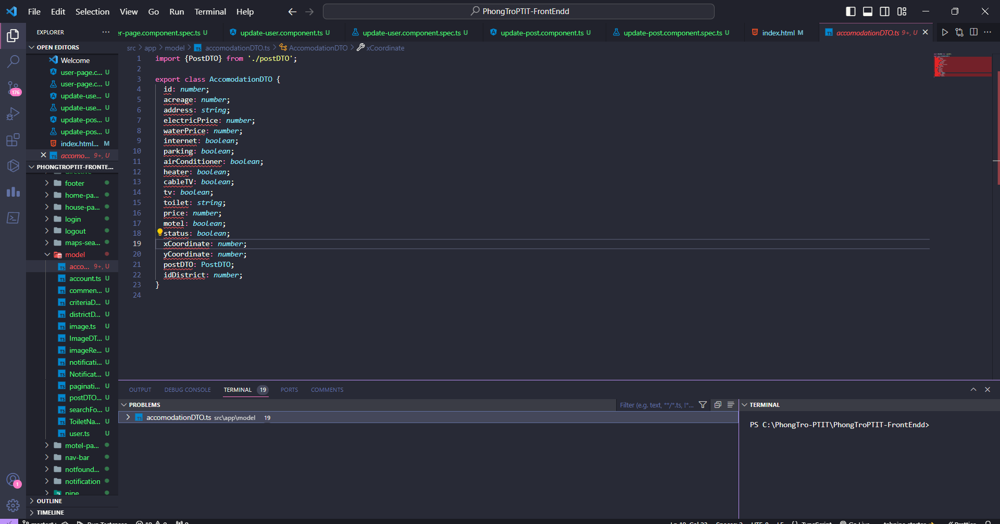 File Edit Selection View Go Run Terminal Help
PhongTroPTIT-FrontEndd
EXPLORER
er-page.component.spec.ts U
update-user.component.ts U
update-user.component.spec.ts U
update-post.component.ts U
update-post.component.spec.ts U
index.html M
accomodationDTO.ts 9+, U
src > app > model > accomodationDTO.ts > AccomodationDTO > xCoordinate
OPEN EDITORS
Welcome
user-page.c... U
user-page.c... U
update-use... U
update-use... U
update-pos... U
update-pos... U
index.html... M
accomo... 9+, U
PHONGTROPTIT-FRONTE...
directive
footer
home-pa...
house-pa...
login
logout
maps-sea...
model
acco... 9+, U
account.ts U
commen... U
criteriaD... U
districtD... U
image.ts U
ImageDT... U
imageRe... U
notificati... U
Notificat... U
paginati... U
postDTO... U
searchFo... U
ToiletNa... U
user.ts U
motel-pa...
nav-bar
notfound...
notification
pipe
OUTLINE
TIMELINE
176
1
1 import {PostDTO} from './postDTO';
2
3 export class AccomodationDTO {
4 id: number;
5 acreage: number;
6 address: string;
7 electricPrice: number;
8 waterPrice: number;
9 internet: boolean;
10 parking: boolean;
11 airConditioner: boolean;
12 heater: boolean;
13 cableTV: boolean;
14 tv: boolean;
15 toilet: string;
16 price: number;
17 motel: boolean;
18 status: boolean;
19 xCoordinate: number;
20 yCoordinate: number;
21 postDTO: PostDTO;
22 idDistrict: number;
23 }
24
OUTPUT DEBUG CONSOLE TERMINAL 19 PORTS COMMENTS
PROBLEMS
Filter (e.g. text, **/*.ts, !*...
accomodationDTO.ts src\app\model 19
TERMINAL
PS C:\PhongTro-PTIT\PhongTroPTIT-FrontEndd>